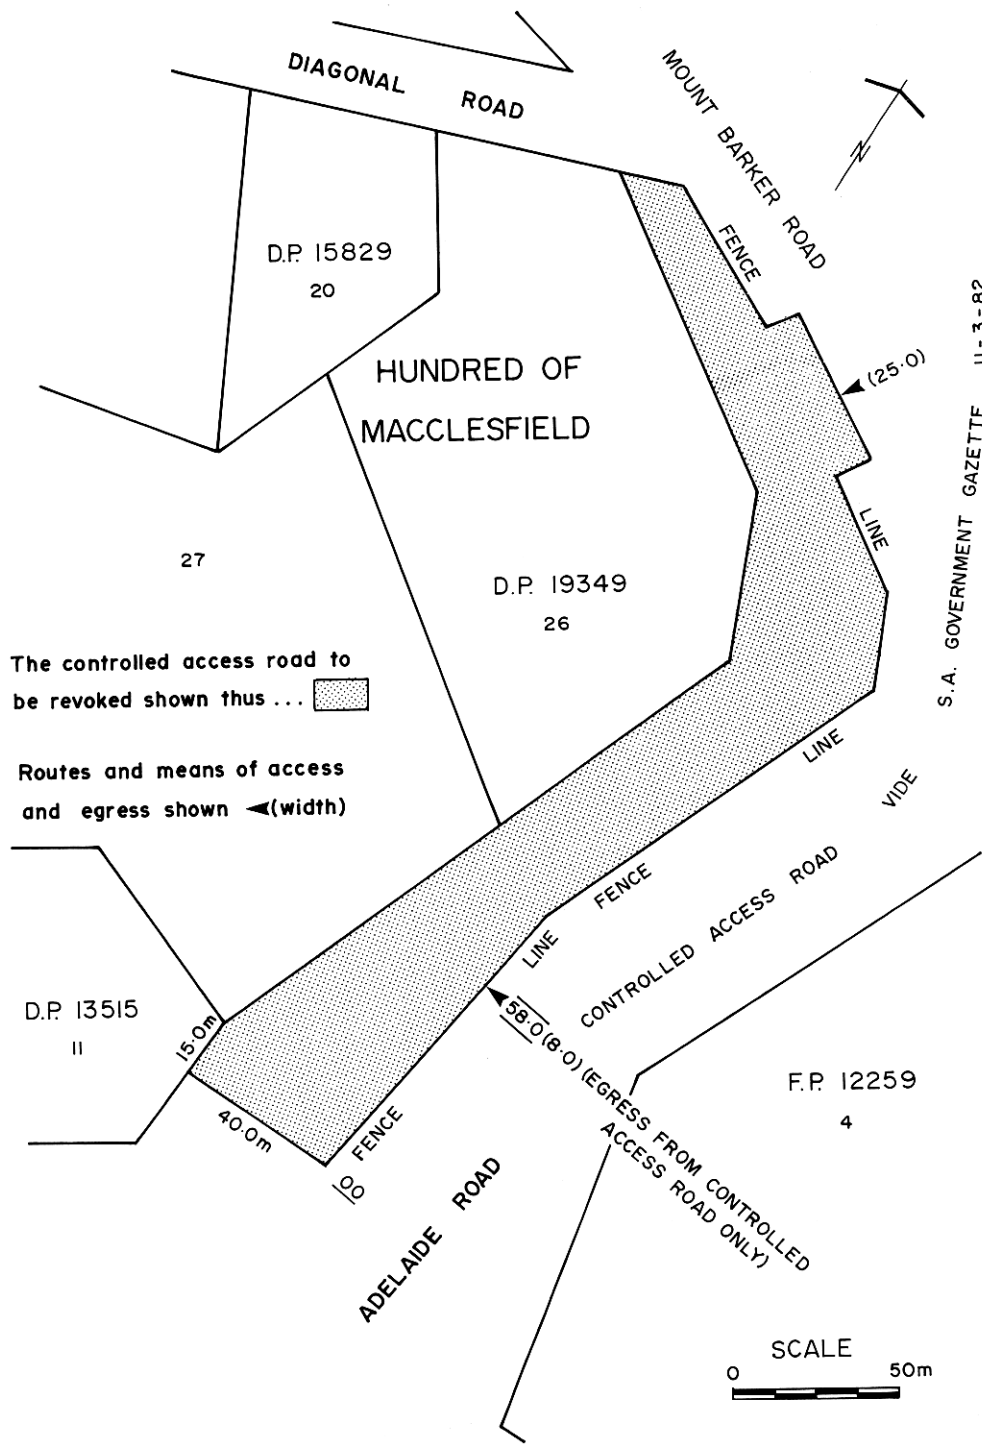 DIAGONAL ROAD
MOUNT BARKER ROAD
N
D.P. 15829
20
FENCE
HUNDRED OF
MACCLESFIELD
(25·0)
S.A. GOVERNMENT GAZETTE 11-3-82
LINE
27
D.P. 19349
26
The controlled access road to
be revoked shown thus ...
Routes and means of access
and egress shown (width)
LINE
VIDE
FENCE
CONTROLLED ACCESS ROAD
LINE
D.P. 13515
11
15·0m
58·0 (8·0) (EGRESS FROM CONTROLLED
ACCESS ROAD ONLY)
F.P. 12259
4
40·0m
FENCE
00
ADELAIDE ROAD
SCALE
0 50m